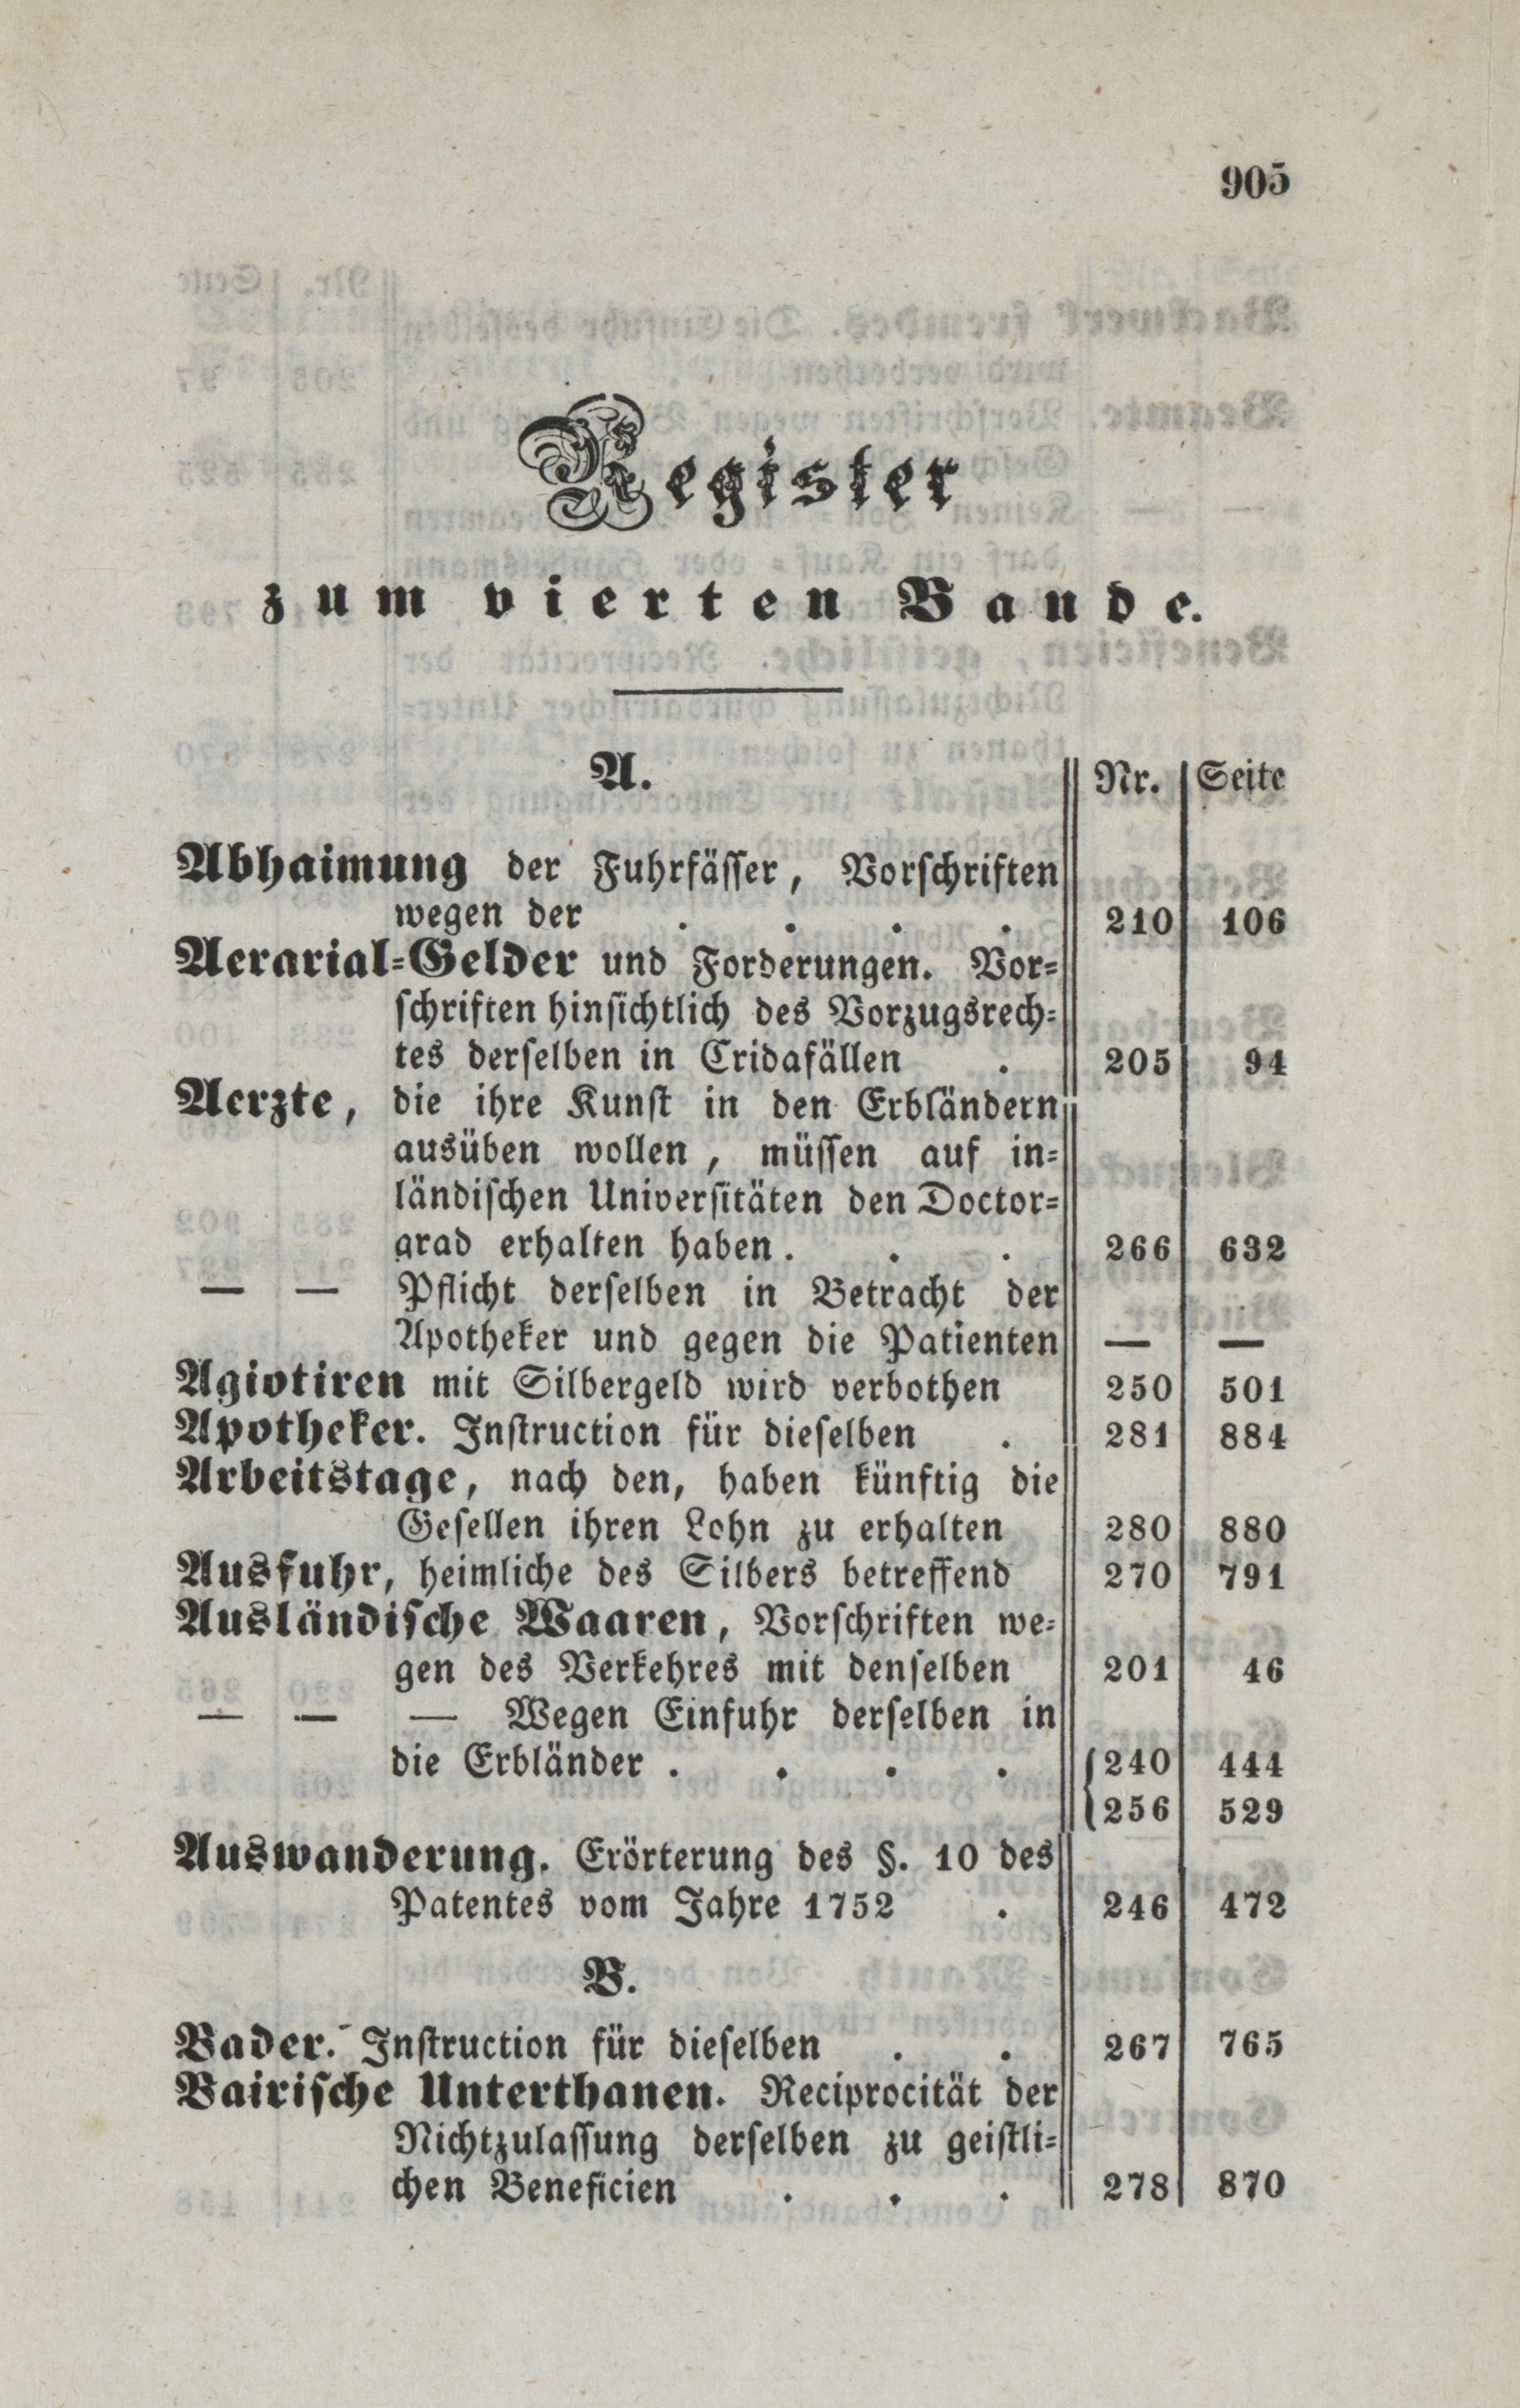 905
Register
zum vierten Bande.
A. Nr. Seite
Abhaimung der Fuhrfässer, Vorschriften
wegen der . . . . 210 106
Aerarial-Gelder und Forderungen. Vor-
schriften hinsichtlich des Vorzugsrech-
tes derselben in Cridafällen . 205 94
Aerzte, die ihre Kunst in den Erbländern
ausüben wollen, müssen auf in-
ländischen Universitäten den Doctor-
grad erhalten haben . . . 266 632
— — Pflicht derselben in Betracht der
Apotheker und gegen die Patienten — —
Agiotiren mit Silbergeld wird verbothen 250 501
Apotheker. Instruction für dieselben . 281 884
Arbeitstage, nach den, haben künftig die
Gesellen ihren Lohn zu erhalten 280 880
Ausfuhr, heimliche des Silbers betreffend 270 791
Ausländische Waaren, Vorschriften we-
gen des Verkehres mit denselben 201 46
— — — Wegen Einfuhr derselben in
die Erbländer . . . . {240 444
{256 529
Auswanderung. Erörterung des §. 10 des
Patentes vom Jahre 1752 . 246 472
B.
Bader. Instruction für dieselben . . 267 765
Bairische Unterthanen. Reciprocität der
Nichtzulassung derselben zu geistli-
chen Beneficien . . . 278 870